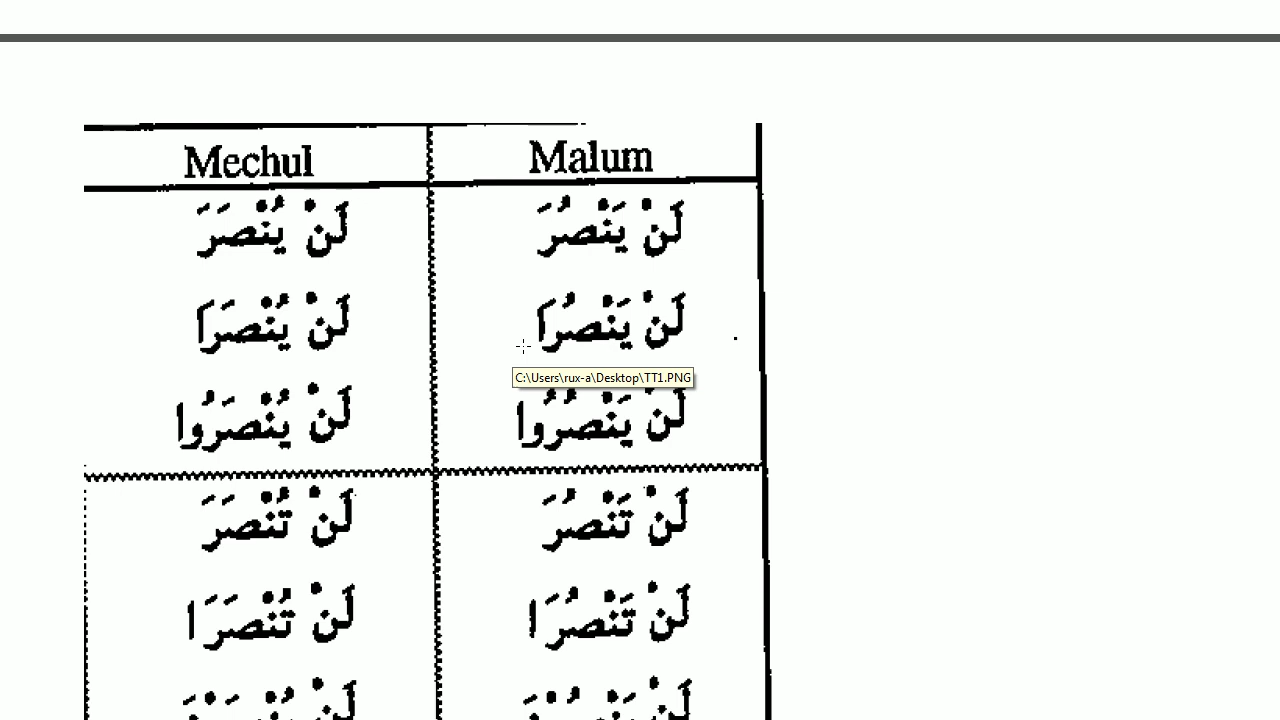 Mechul Malum
لَنْ يَنْصُرَ لَنْ يُنْصَرَ
لَنْ يَنْصُرَا لَنْ يُنْصَرَا
C:\Users\rux-a\Desktop\TT1.PNG
لَنْ يَنْصُرُوا لَنْ يُنْصَرُوا
لَنْ تَنْصُرَ لَنْ تُنْصَرَ
لَنْ تَنْصُرَا لَنْ تُنْصَرَا